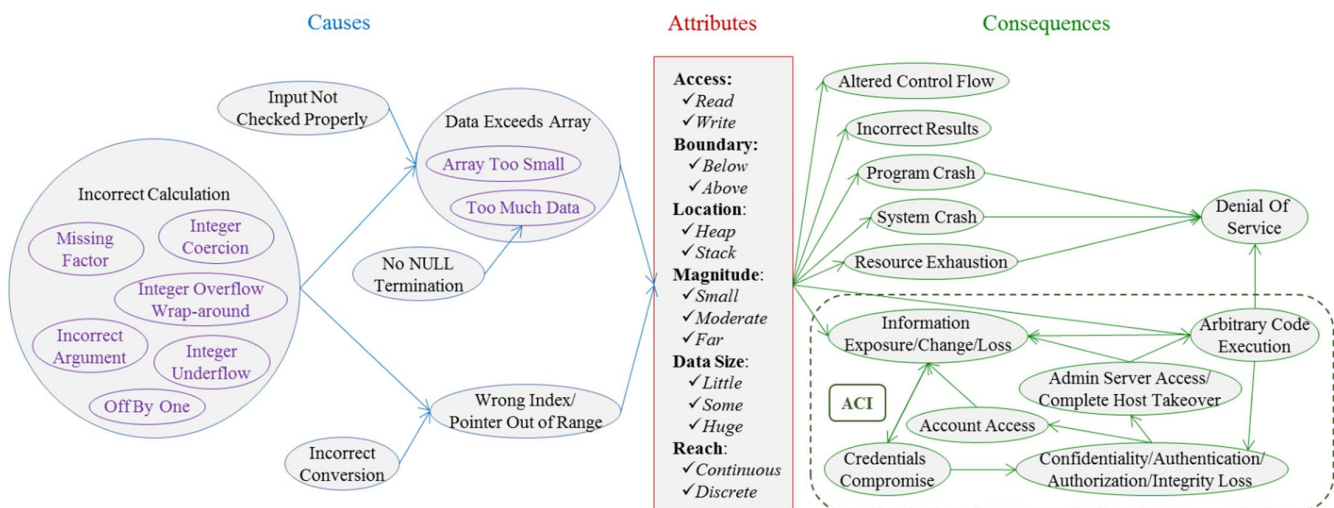 Causes
Attributes
Consequences
Input Not
Checked Properly
Data Exceeds Array
Array Too Small
Too Much Data
Incorrect Calculation
Missing
Factor
Integer
Coercion
Integer Overflow
Wrap-around
Incorrect
Argument
Integer
Underflow
Off By One
No NULL
Termination
Wrong Index/
Pointer Out of Range
Incorrect
Conversion
Access:
✓Read
✓Write
Boundary:
✓Below
✓Above
Location:
✓Heap
✓Stack
Magnitude:
✓Small
✓Moderate
✓Far
Data Size:
✓Little
✓Some
✓Huge
Reach:
✓Continuous
✓Discrete
Altered Control Flow
Incorrect Results
Program Crash
System Crash
Resource Exhaustion
Denial Of
Service
Information
Exposure/Change/Loss
Arbitrary Code
Execution
Admin Server Access/
Complete Host Takeover
ACI
Account Access
Credentials
Compromise
Confidentiality/Authentication/
Authorization/Integrity Loss